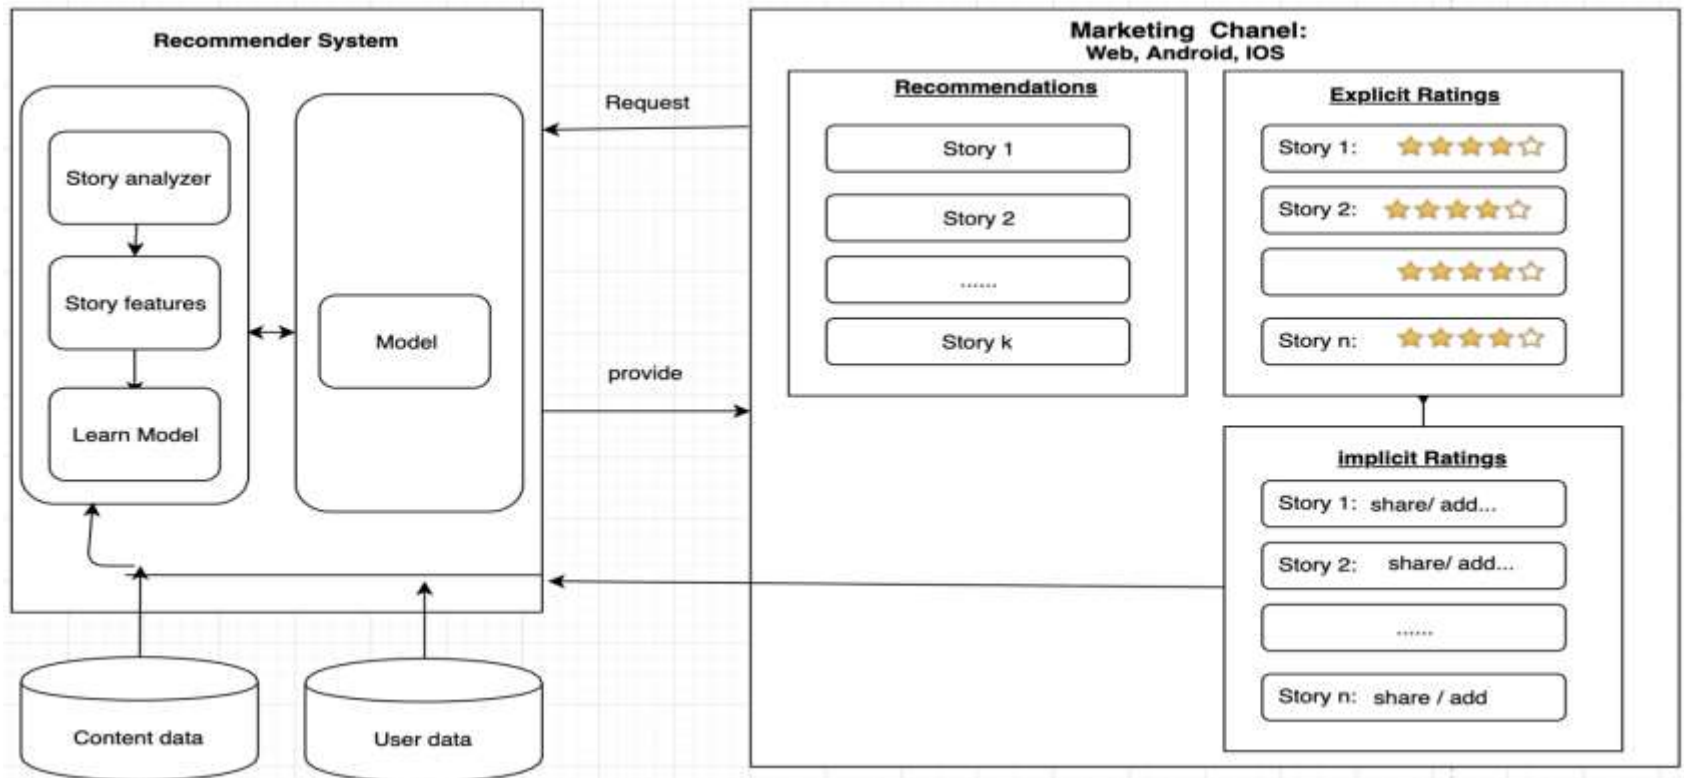 Recommender System
Story analyzer
Story features
Learn Model
Model
Content data
User data
Request
provide
Marketing Chanel:
Web, Android, IOS
Recommendations
Story 1
Story 2
......
Story k
Explicit Ratings
Story 1:
Story 2:
Story n:
implicit Ratings
Story 1: share/ add...
Story 2: share/ add...
......
Story n: share / add